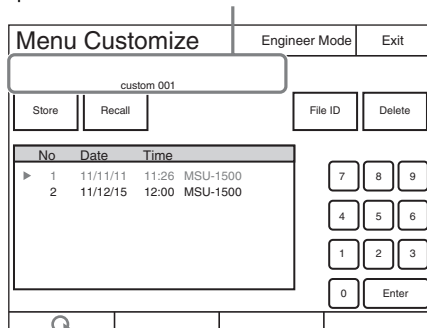 Menu Customize Engineer Mode Exit
custom 001
Store Recall File ID Delete
No Date Time
1 11/11/11 11:26 MSU-1500
2 11/12/15 12:00 MSU-1500
7 8 9
4 5 6
1 2 3
0 Enter